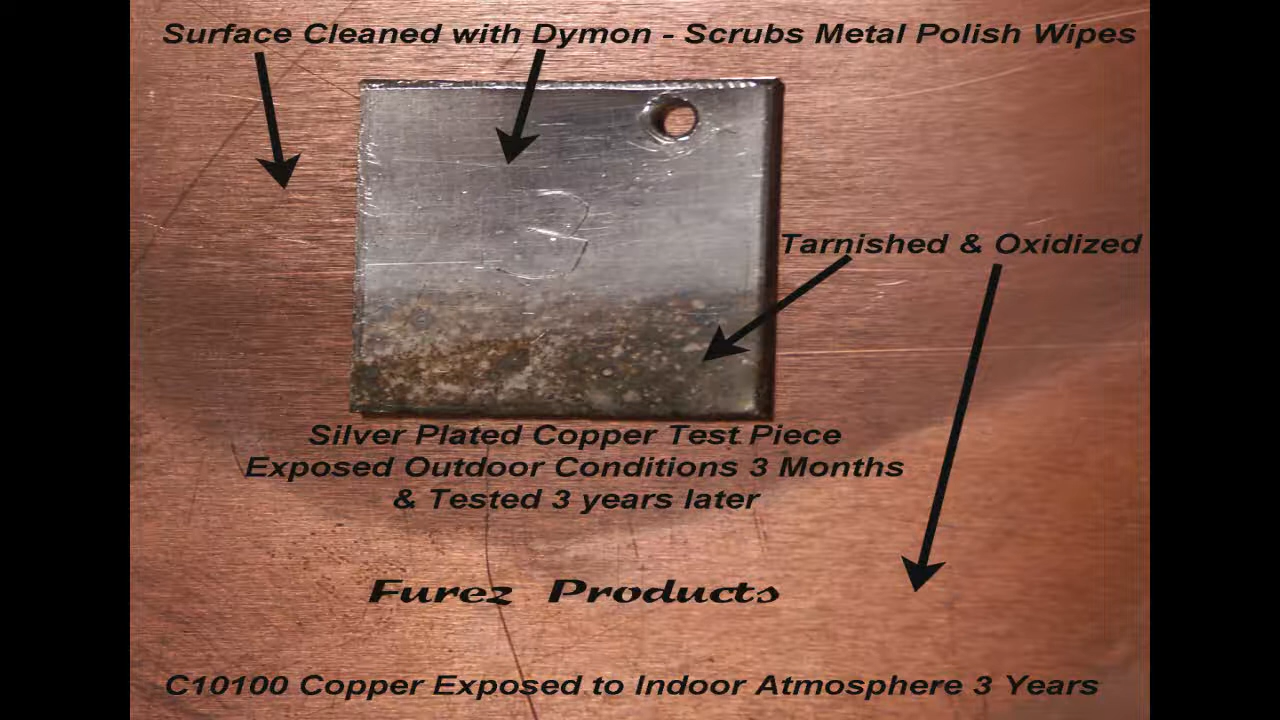 Surface Cleaned with Dymon - Scrubs Metal Polish Wipes
Tarnished & Oxidized
Silver Plated Copper Test Piece
Exposed Outdoor Conditions 3 Months
& Tested 3 years later
Furez Products
C10100 Copper Exposed to Indoor Atmosphere 3 Years